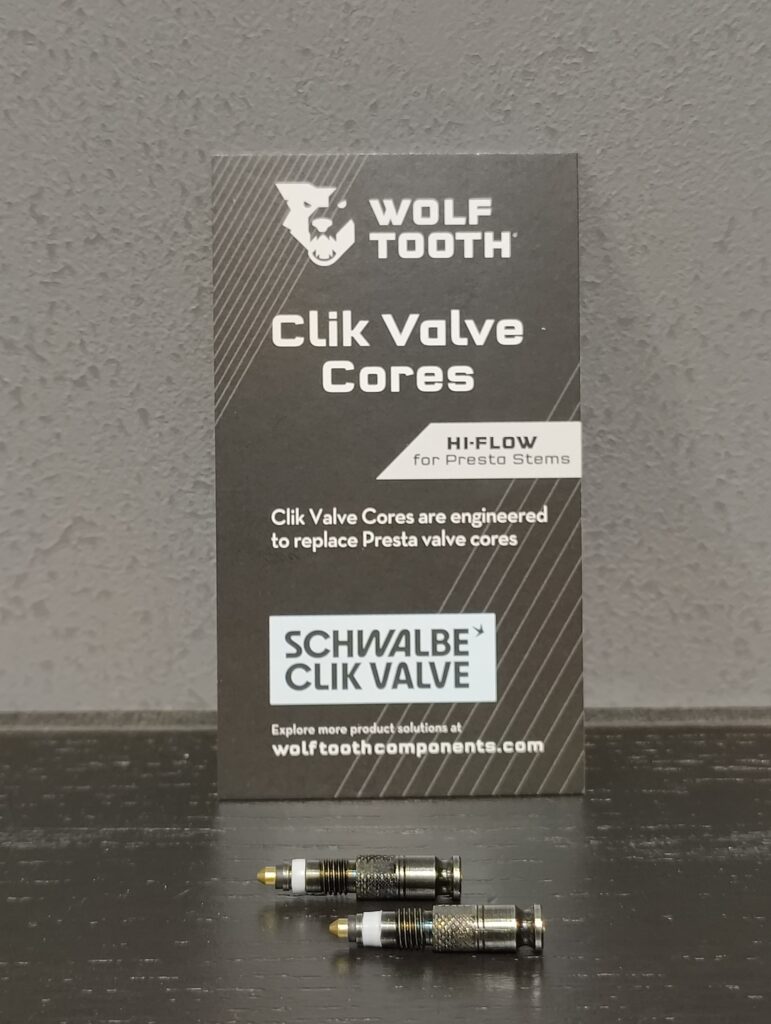 WOLF
TOOTH
Clik Valve
Cores
HI-FLOW
for Presta Stems
Clik Valve Cores are engineered
to replace Presta valve cores
SCHWALBE
CLIK VALVE
Explore more product solutions at
wolftoothcomponents.com